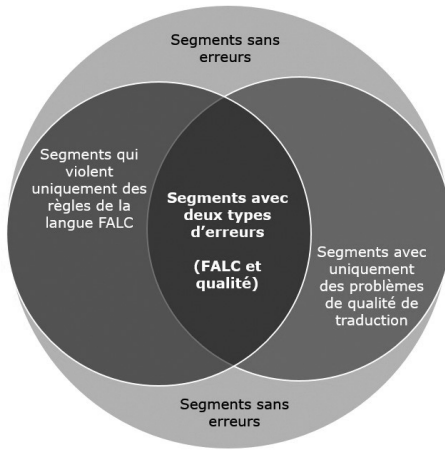 Segments sans
erreurs
Segments qui
violent
uniquement des
règles de la
langue FALC
Segments avec
deux types
d'erreurs
(FALC et
qualité)
Segments avec
uniquement
des problèmes
de qualité de
traduction
Segments sans
erreurs